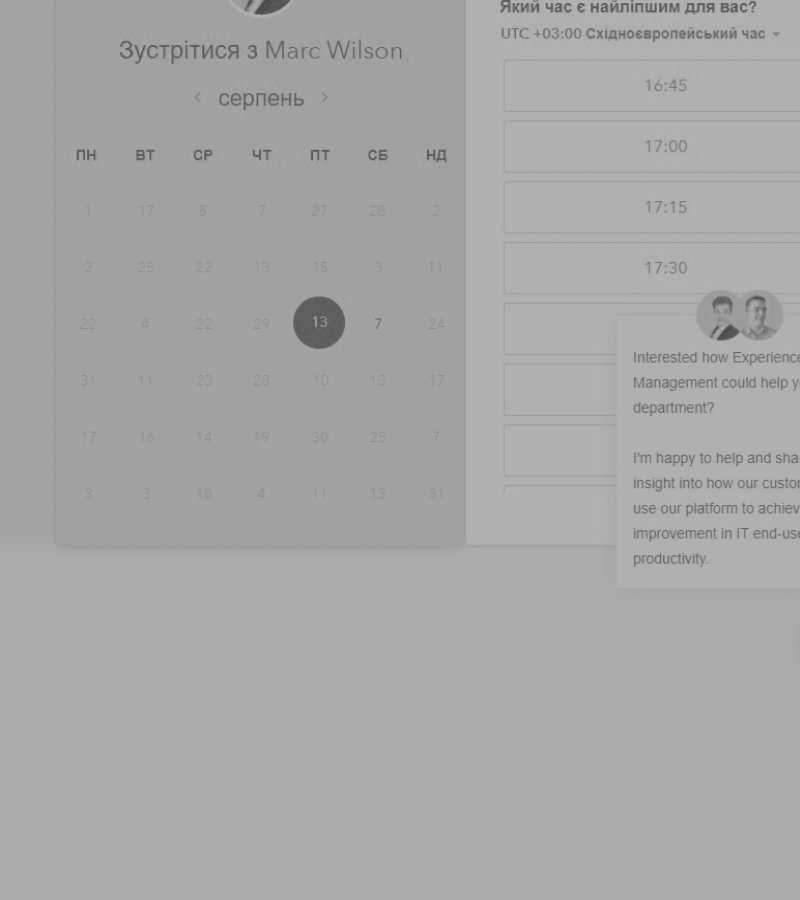 Зустрітися з Marc Wilson
серпень
ПН ВТ СР ЧТ ПТ СБ НД
1 17 5 7 27 28 2
2 25 22 13 15 3 11
22 4 22 29 13 7 24
31 11 23 28 10 13 17
17 16 14 19 30 25 7
3 3 18 4 11 13 31
Який час є найліпшим для вас?
UTC +03:00 Східноєвропейський час
16:45
17:00
17:15
17:30
Interested how Experience
Management could help y
department?
I'm happy to help and sha
insight into how our custo
use our platform to achiev
improvement in IT end-use
productivity.